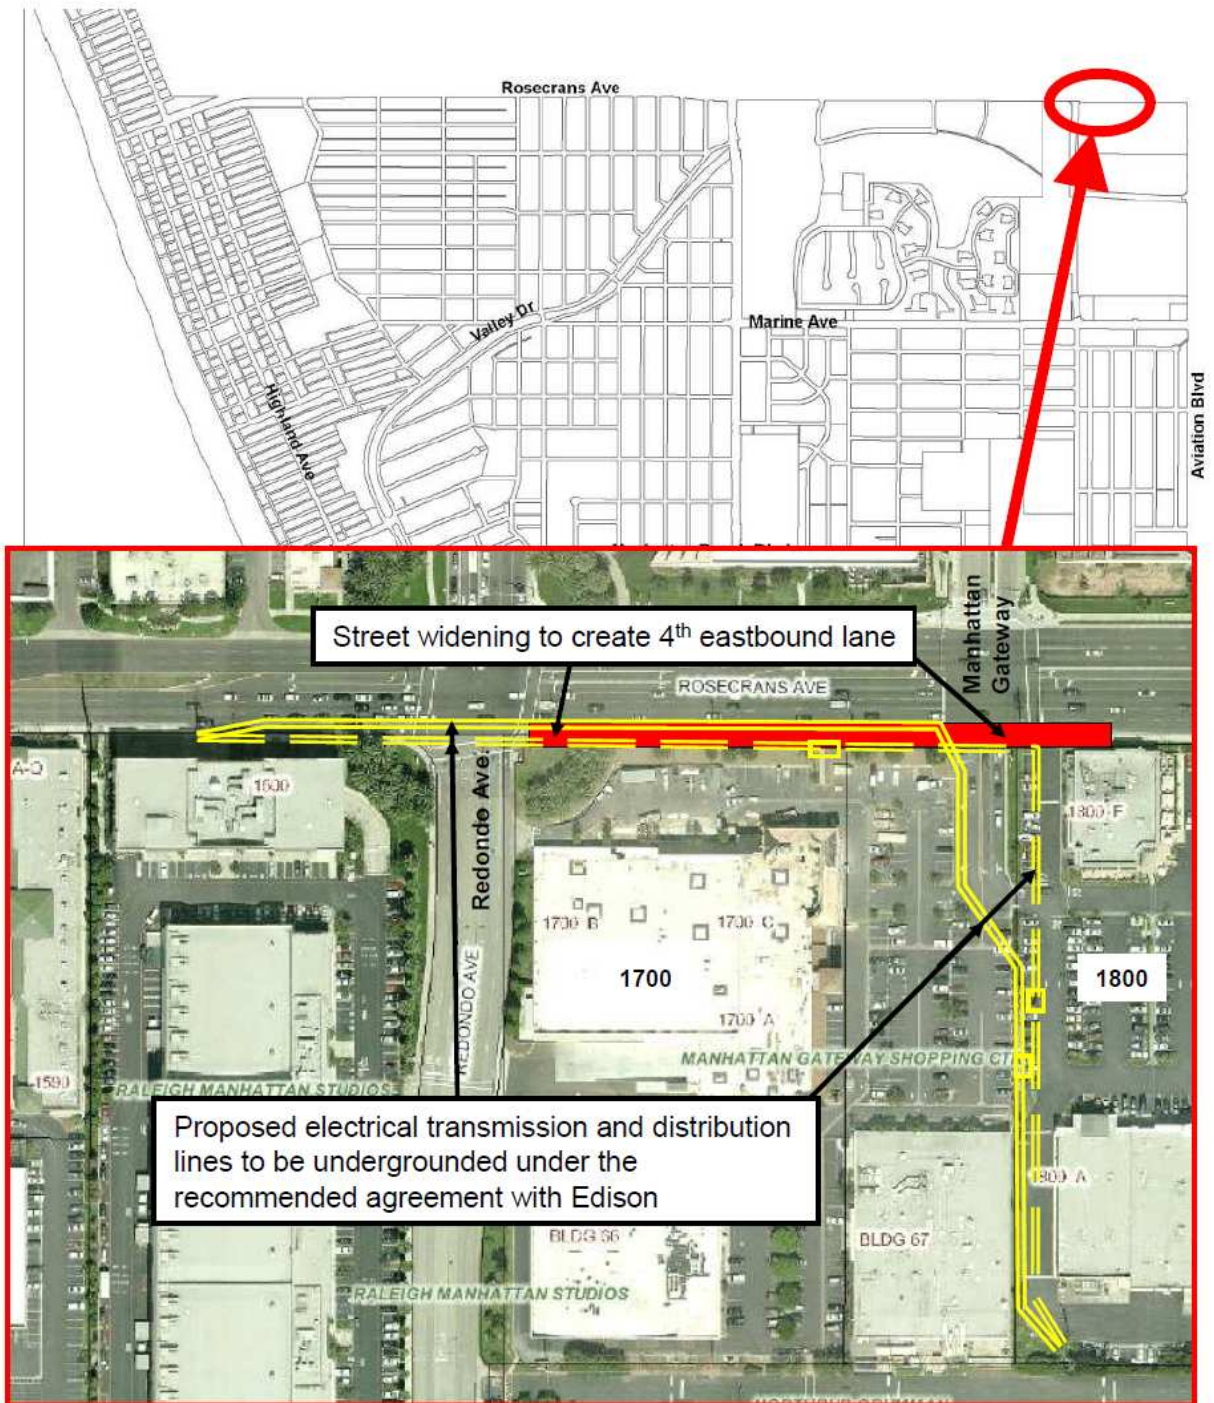 Rosecrans Ave
Valley Dr
Marine Ave
Highland Ave
Aviation Blvd
Manhattan
Gateway
Street widening to create 4th eastbound lane
ROSECRANS AVE
A-Q
1600
1800 F
Redondo Ave
1700 B
1700 C
1700
1800
REDONDO AVE
1700 A
MANHATTAN GATEWAY SHOPPING CT
1590
RALEIGH MANHATTAN STUDIOS
Proposed electrical transmission and distribution
lines to be undergrounded under the
recommended agreement with Edison
1800 A
BLDG 66
BLDG 67
RALEIGH MANHATTAN STUDIOS